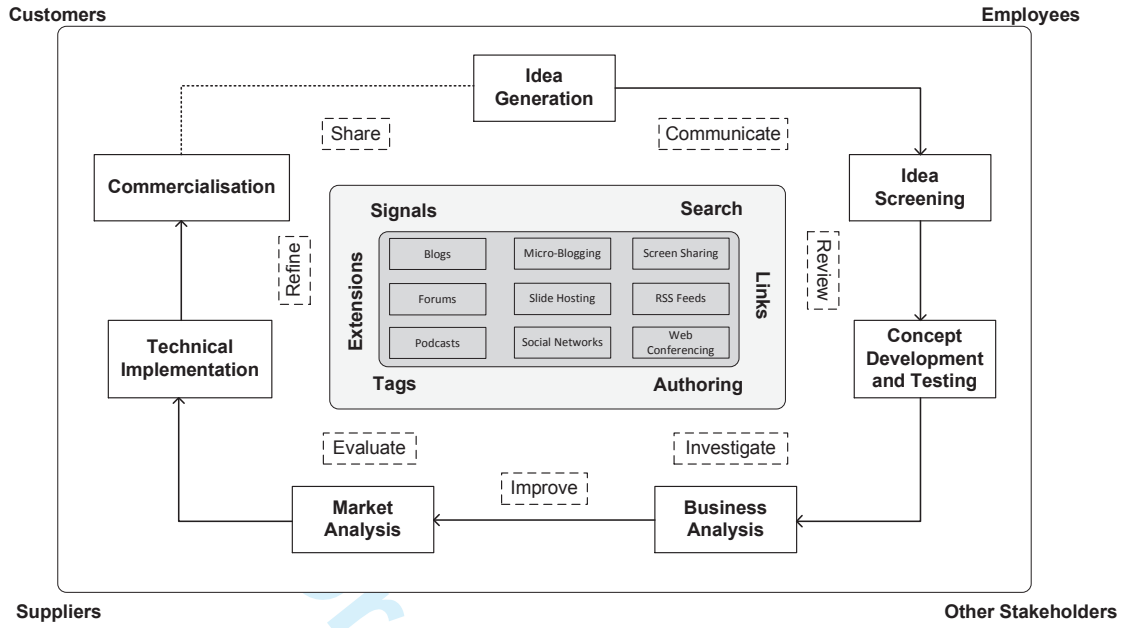 Customers
Employees
Idea
Generation
Share
Communicate
Commercialisation
Idea
Screening
Signals
Search
Refine
Extensions
Blogs
Micro-Blogging
Screen Sharing
Links
Review
Forums
Slide Hosting
RSS Feeds
Podcasts
Social Networks
Web
Conferencing
Technical
Implementation
Concept
Development
and Testing
Tags
Authoring
Evaluate
Investigate
Improve
Market
Analysis
Business
Analysis
Suppliers
Other Stakeholders